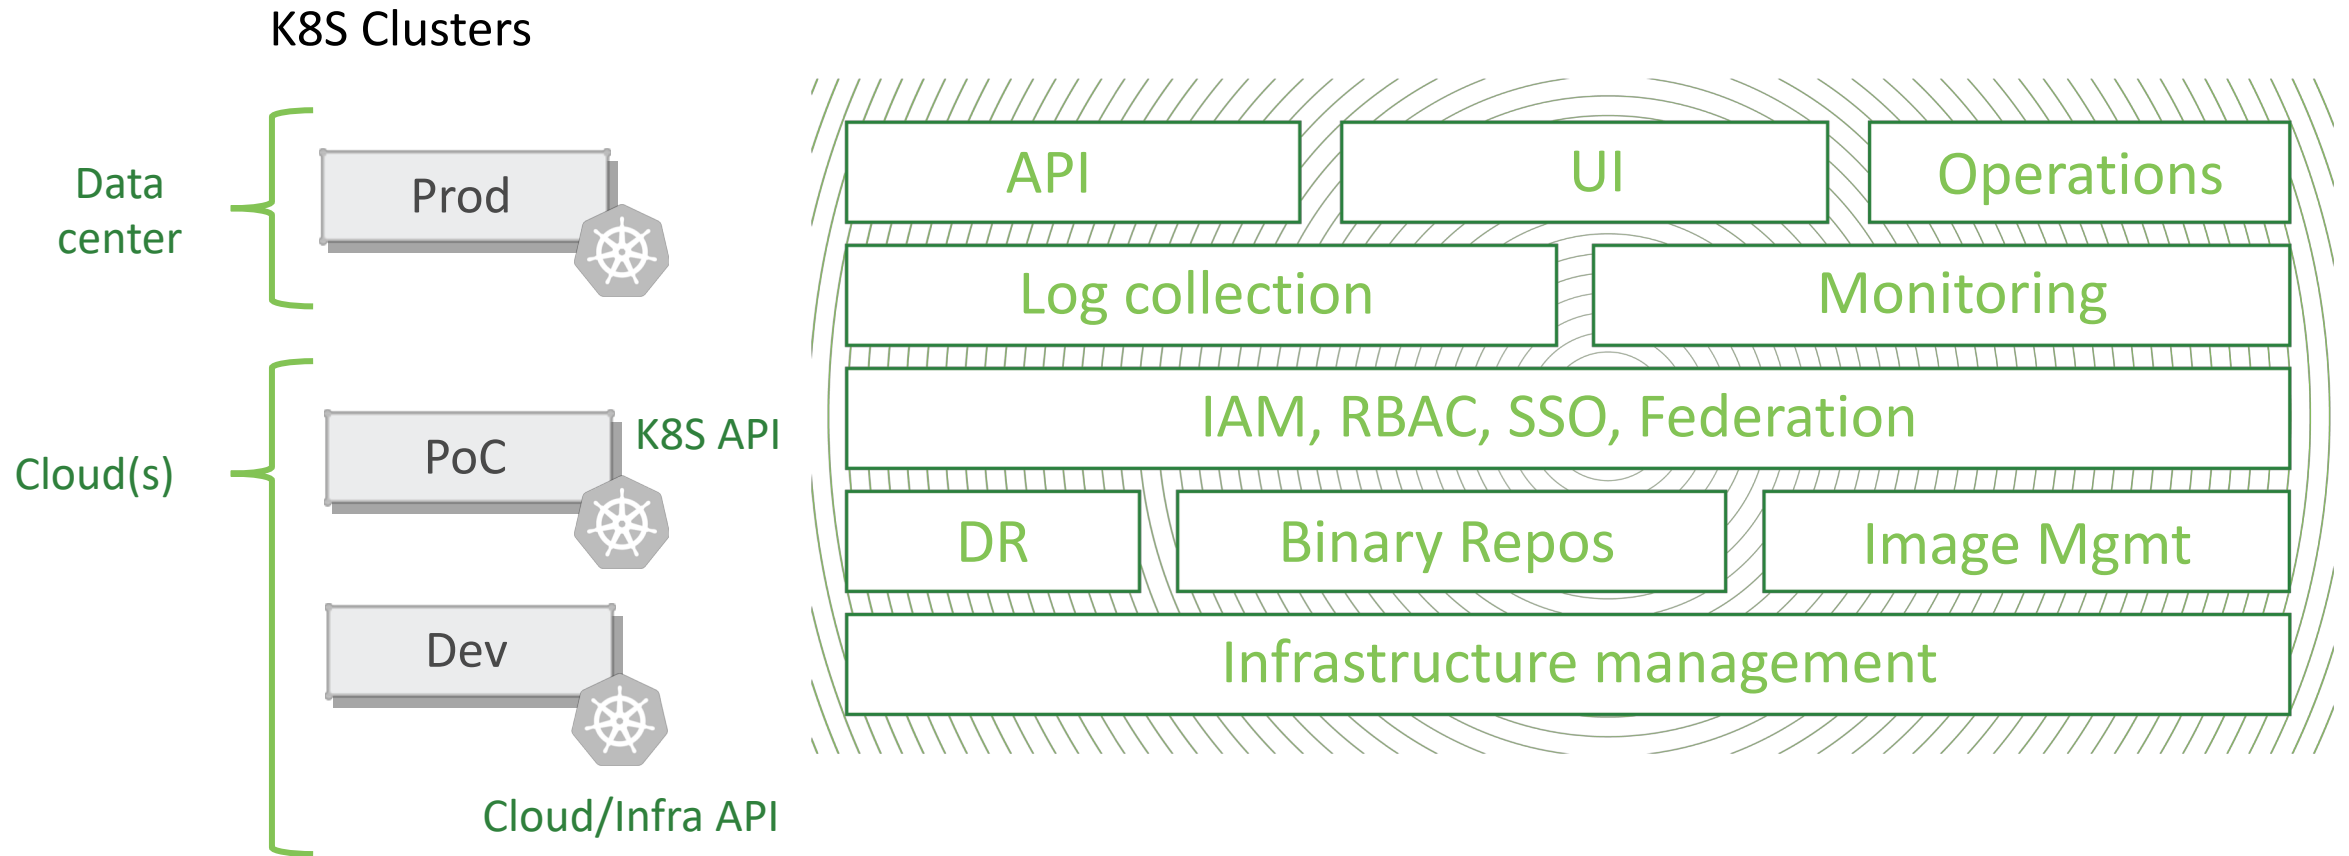 K8S Clusters
Data
center
Prod
Cloud(s)
PoC
K8S API
Dev
Cloud/Infra API
API
UI
Operations
Log collection
Monitoring
IAM, RBAC, SSO, Federation
DR
Binary Repos
Image Mgmt
Infrastructure management